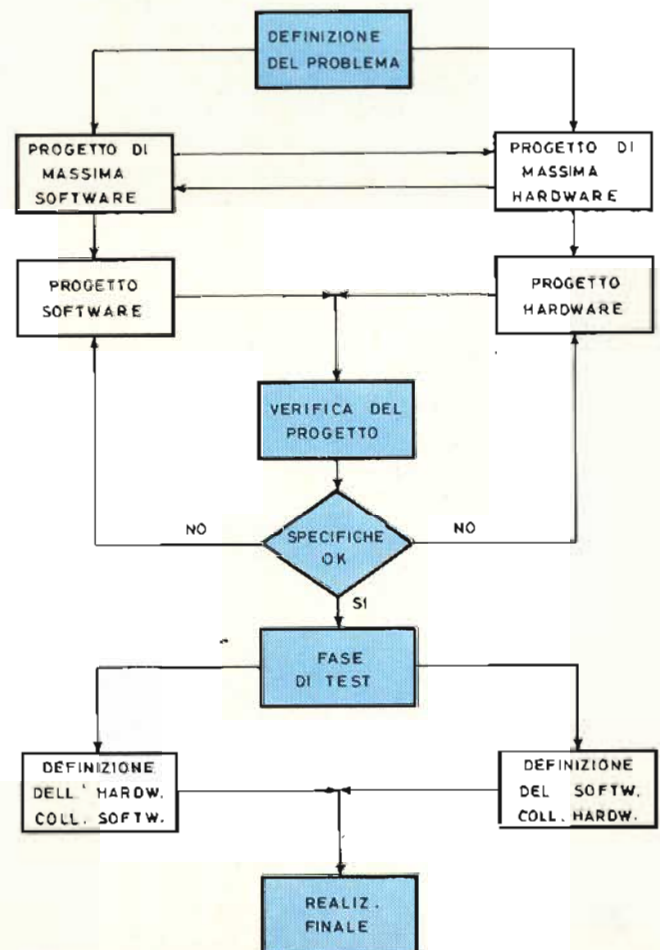 DEFINIZIONE
DEL PROBLEMA
PROGETTO DI
MASSIMA
SOFTWARE
PROGETTO DI
MASSIMA
HARDWARE
PROGETTO
SOFTWARE
PROGETTO
HARDWARE
VERIFICA DEL
PROGETTO
NO
SPECIFICHE
OK
NO
SI
FASE
DI TEST
DEFINIZIONE
DELL' HARDW.
COLL. SOFTW.
DEFINIZIONE
DEL SOFTW.
COLL. HARDW.
REALIZ.
FINALE